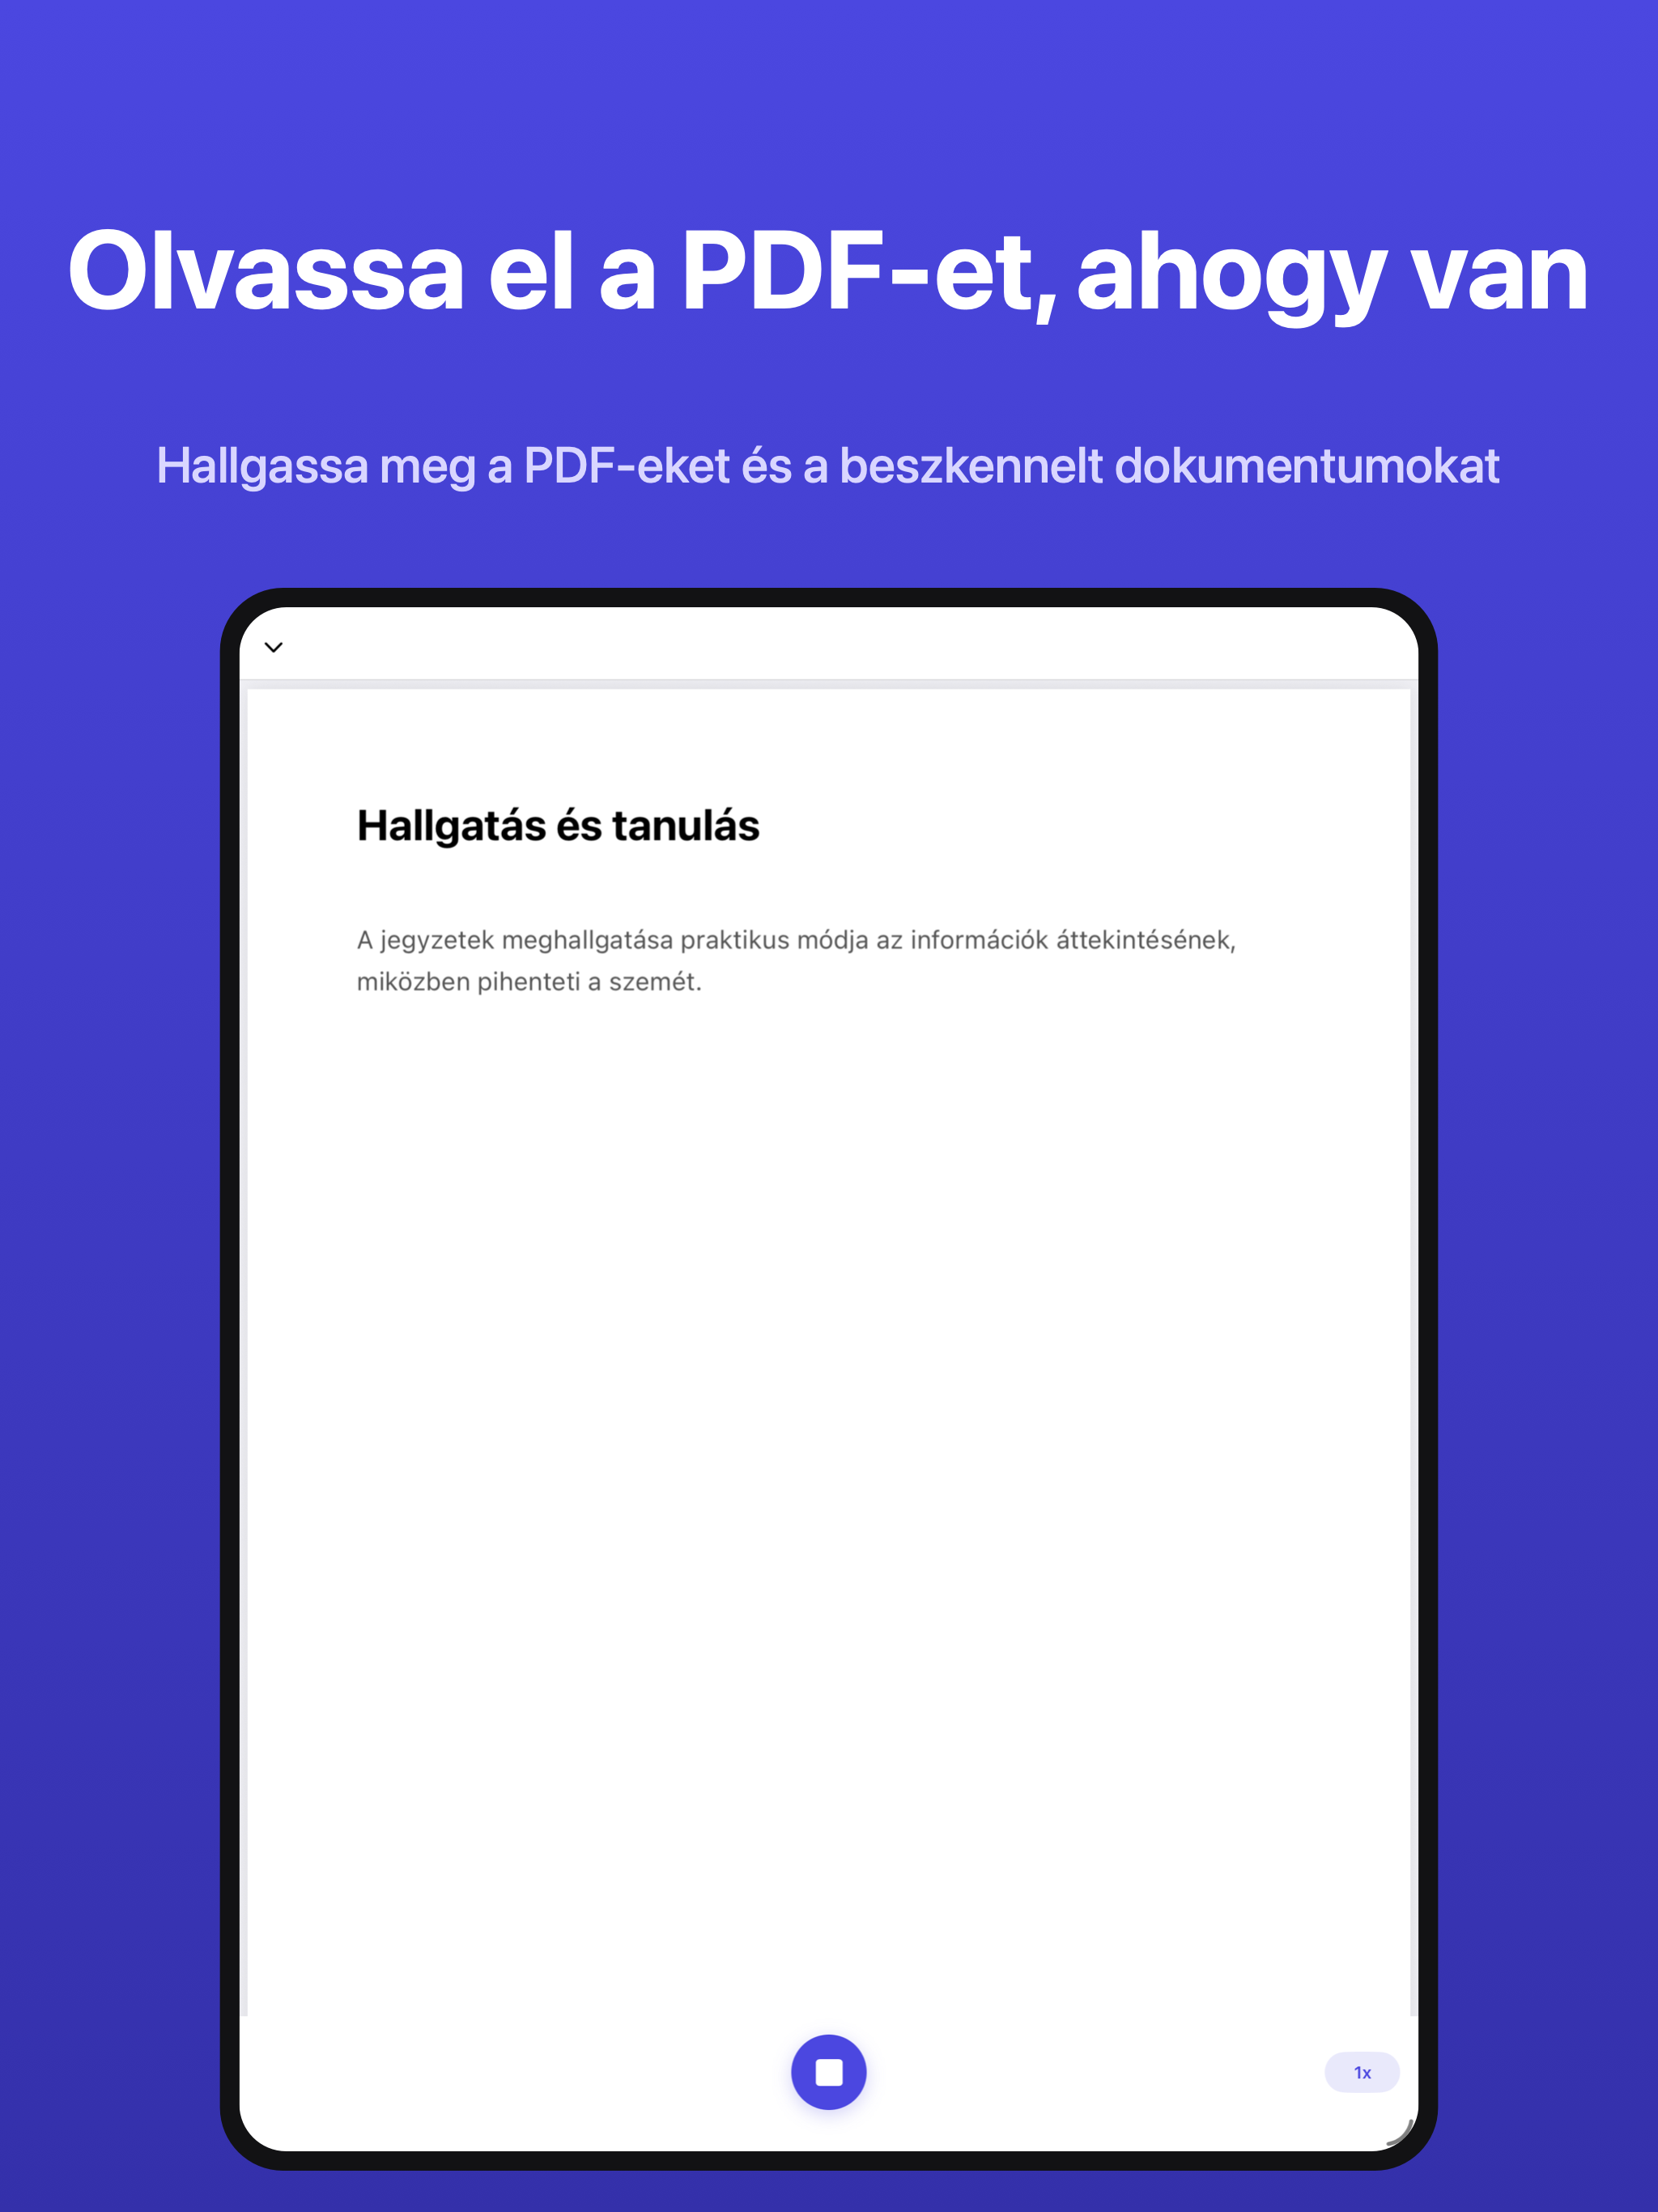 Olvassa el a PDF-et, ahogy van
Hallgassa meg a PDF-eket és a beszkennelt dokumentumokat
Hallgatás és tanulás
A jegyzetek meghallgatása praktikus módja az információk áttekintésének,
miközben pihenteti a szemét.
1x